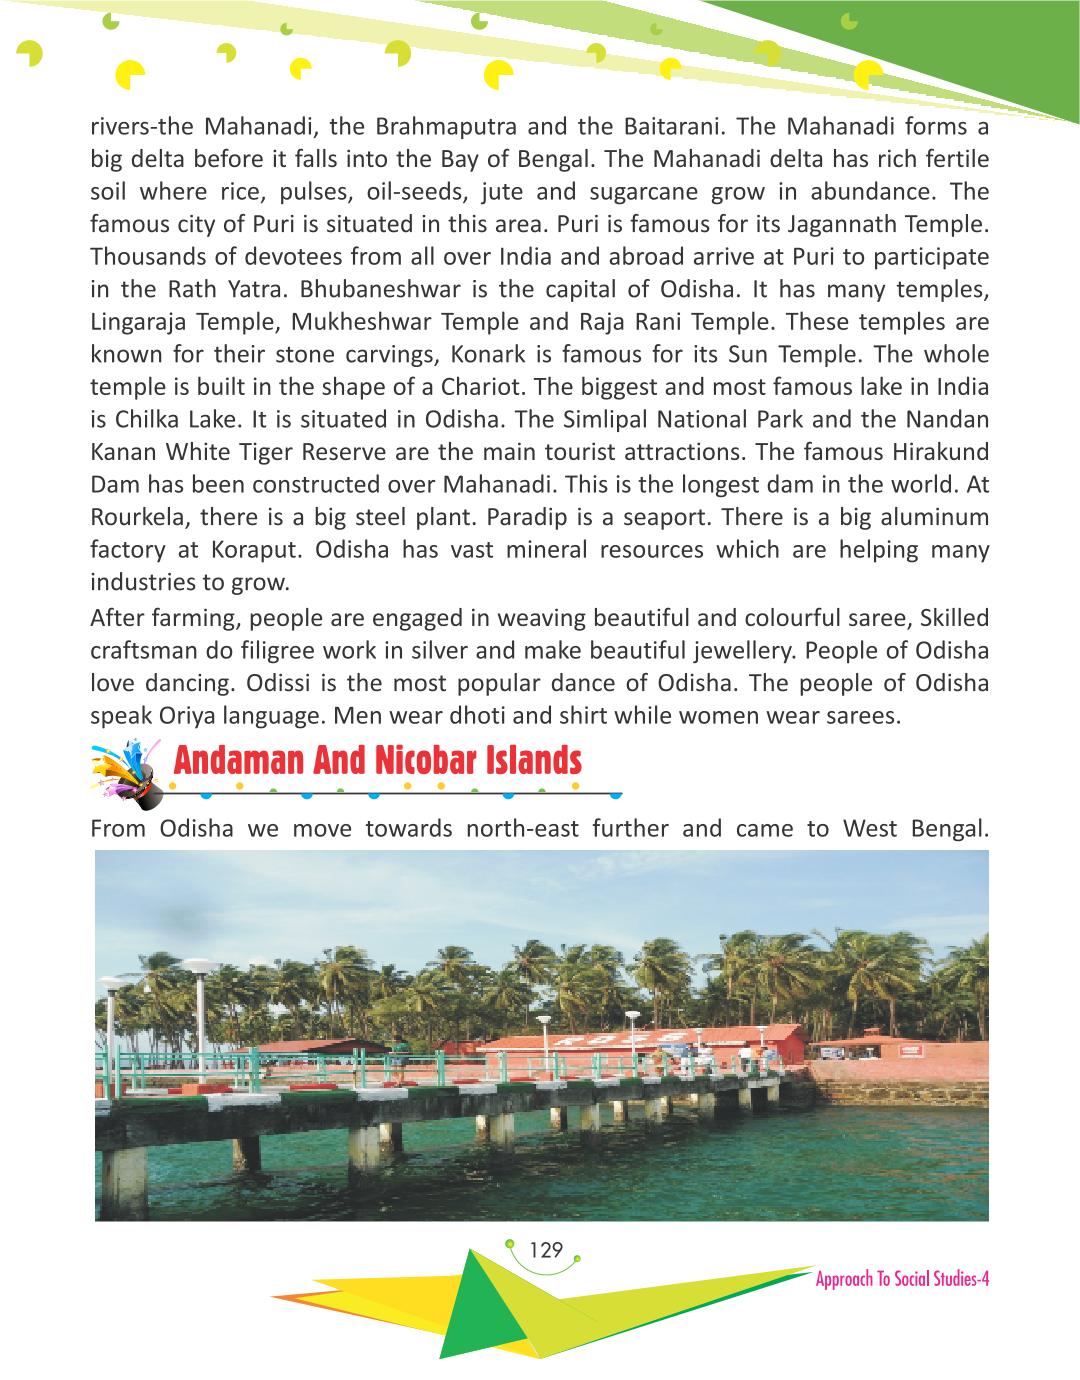 rivers-the Mahanadi, the Brahmaputra and the Baitarani. The Mahanadi forms a
big delta before it falls into the Bay of Bengal. The Mahanadi delta has rich fertile
soil where rice, pulses, oil-seeds, jute and sugarcane grow in abundance. The
famous city of Puri is situated in this area. Puri is famous for its Jagannath Temple.
Thousands of devotees from all over India and abroad arrive at Puri to participate
in the Rath Yatra. Bhubaneshwar is the capital of Odisha. It has many temples,
Lingaraja Temple, Mukheshwar Temple and Raja Rani Temple. These temples are
known for their stone carvings, Konark is famous for its Sun Temple. The whole
temple is built in the shape of a Chariot. The biggest and most famous lake in India
is Chilka Lake. It is situated in Odisha. The Simlipal National Park and the Nandan
Kanan White Tiger Reserve are the main tourist attractions. The famous Hirakund
Dam has been constructed over Mahanadi. This is the longest dam in the world. At
Rourkela, there is a big steel plant. Paradip is a seaport. There is a big aluminum
factory at Koraput. Odisha has vast mineral resources which are helping many
industries to grow.
After farming, people are engaged in weaving beautiful and colourful saree, Skilled
craftsman do filigree work in silver and make beautiful jewellery. People of Odisha
love dancing. Odissi is the most popular dance of Odisha. The people of Odisha
speak Oriya language. Men wear dhoti and shirt while women wear sarees.
Andaman And Nicobar Islands
From Odisha we move towards north-east further and came to West Bengal.
129
Approach To Social Studies-4